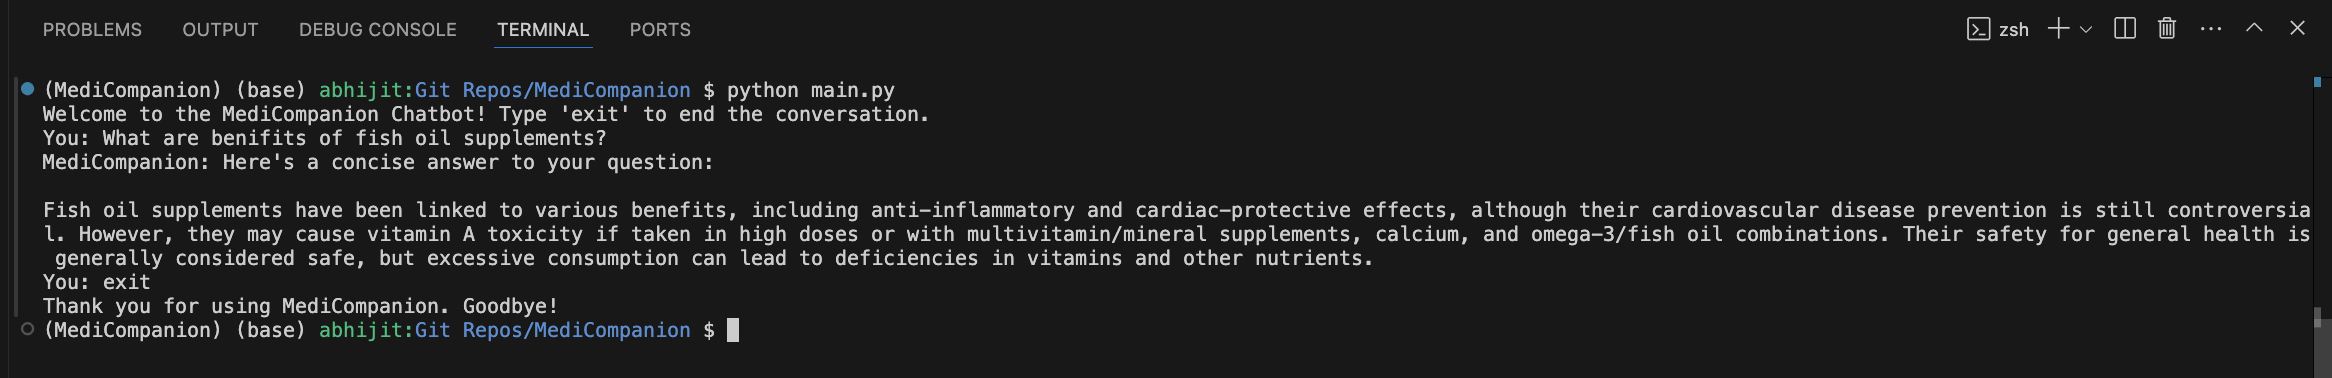 PROBLEMS OUTPUT DEBUG CONSOLE TERMINAL PORTS zsh
(MediCompanion) (base) abhijit:Git Repos/MediCompanion $ python main.py
Welcome to the MediCompanion Chatbot! Type 'exit' to end the conversation.
You: What are benifits of fish oil supplements?
MediCompanion: Here's a concise answer to your question:
Fish oil supplements have been linked to various benefits, including anti-inflammatory and cardiac-protective effects, although their cardiovascular disease prevention is still controversia
l. However, they may cause vitamin A toxicity if taken in high doses or with multivitamin/mineral supplements, calcium, and omega-3/fish oil combinations. Their safety for general health is
generally considered safe, but excessive consumption can lead to deficiencies in vitamins and other nutrients.
You: exit
Thank you for using MediCompanion. Goodbye!
(MediCompanion) (base) abhijit:Git Repos/MediCompanion $